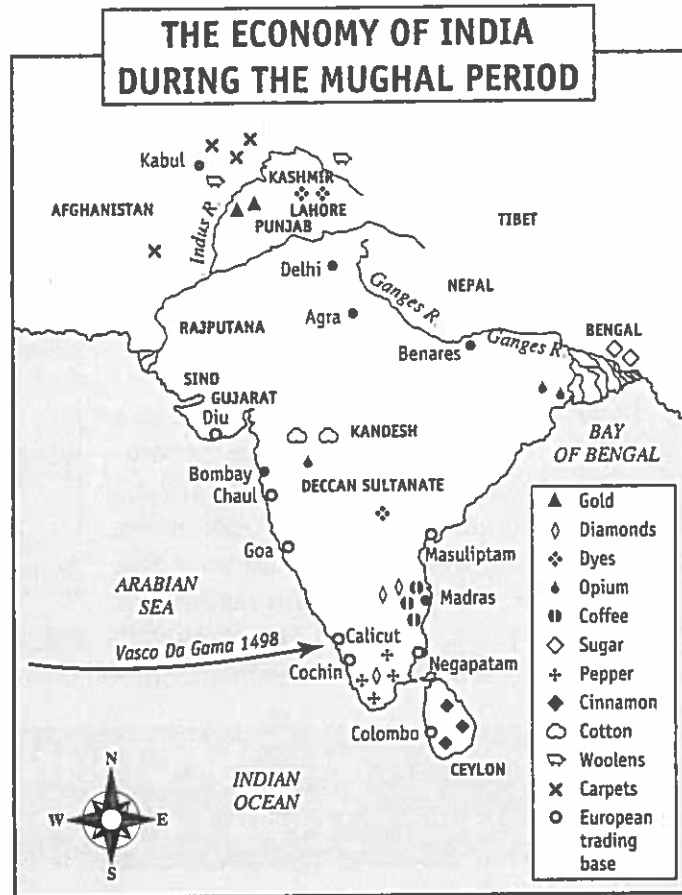 THE ECONOMY OF INDIA
DURING THE MUGHAL PERIOD
Kabul
KASHMIR
AFGHANISTAN
Indus R.
LAHORE
PUNJAB
TIBET
Delhi
Ganges R.
NEPAL
Agra
RAJPUTANA
Benares
Ganges R.
BENGAL
SIND
GUJARAT
Diu
KANDESH
BAY
OF BENGAL
Bombay
DECCAN SULTANATE
Chaul
Goa
Masuliptam
ARABIAN
SEA
Madras
Vasco Da Gama 1498
Calicut
Cochin
Negapatam
Colombo
CEYLON
INDIAN
OCEAN
N
W
E
S
Gold
Diamonds
Dyes
Opium
Coffee
Sugar
Pepper
Cinnamon
Cotton
Woolens
Carpets
European
trading
base